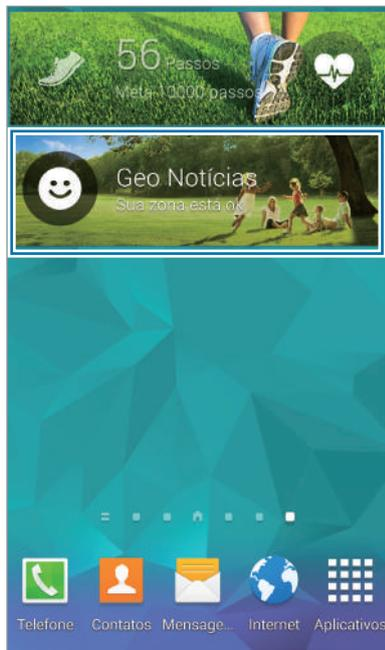 56 Passos
Meta 10000 passos
Geo Notícias
Sua zona está ok
Telefone
Contatos
Mensage...
Internet
Aplicativos